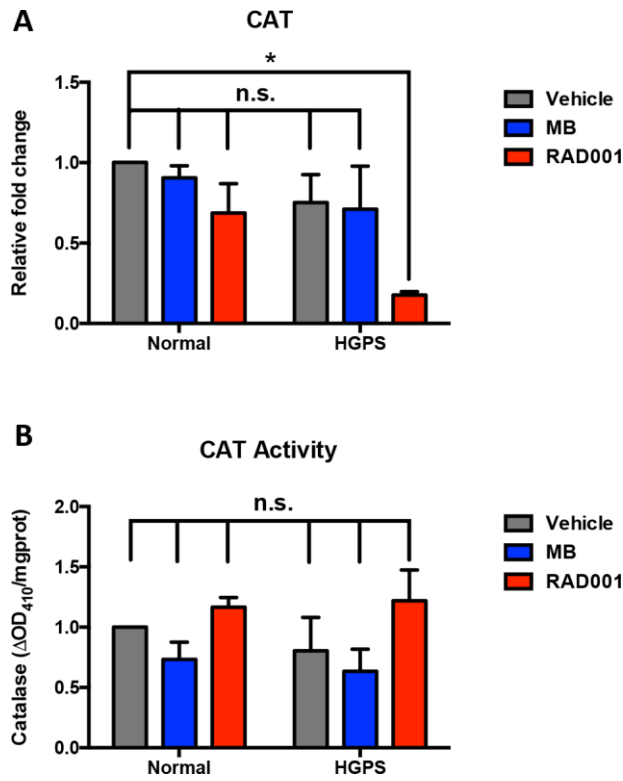 A
CAT
*
n.s.
1.5
1.0
0.5
0.0
Relative fold change
Normal
HGPS
Vehicle
MB
RAD001
B
CAT Activity
n.s.
2.0
1.5
1.0
0.5
0.0
Catalase (ΔOD₄₁₀/mgprot)
Normal
HGPS
Vehicle
MB
RAD001